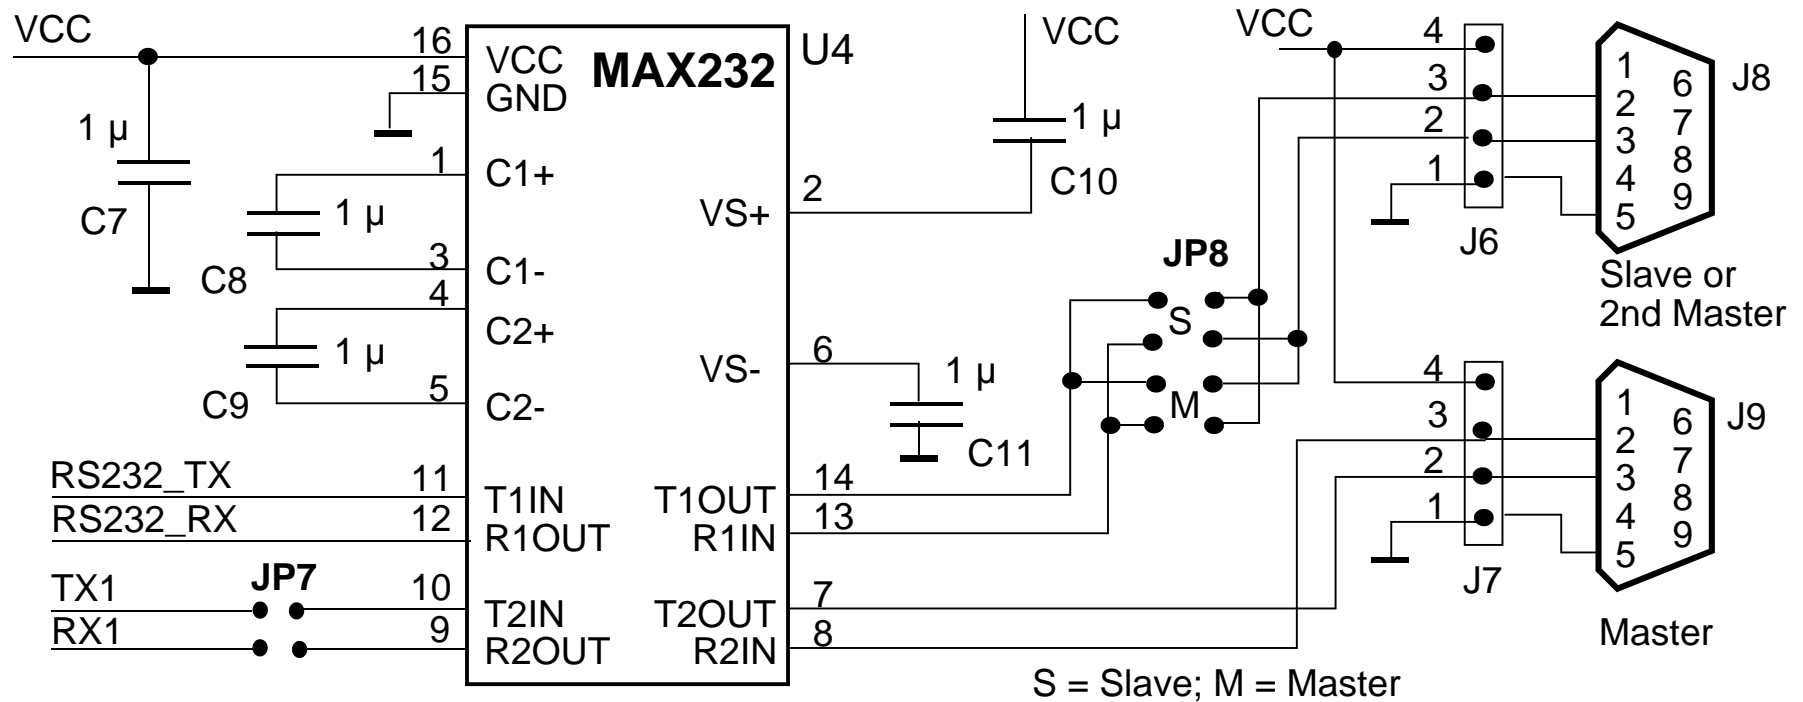 VCC
1 µ
C7
16
15
1
1 µ
3
C8
4
1 µ
5
C9
RS232_TX
11
RS232_RX
12
JP7
TX1
10
RX1
9
VCC
MAX232
GND
C1+
VS+
C1-
C2+
VS-
C2-
T1IN
T1OUT
R1OUT
R1IN
T2IN
T2OUT
R2OUT
R2IN
U4
VCC
1 µ
C10
2
6
1 µ
C11
14
13
7
8
JP8
S
M
S = Slave; M = Master
VCC
4
3
2
1
J6
1
2
3
4
5
6
7
8
9
J8
Slave or
2nd Master
4
3
2
1
J7
1
2
3
4
5
6
7
8
9
J9
Master